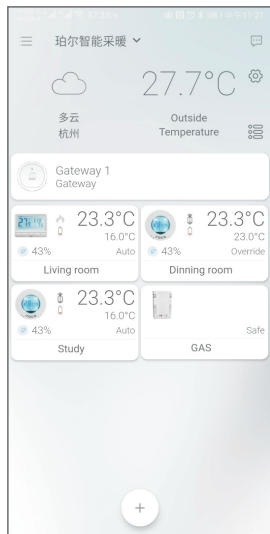 珀尔智能采暖
27.7°C
多云
杭州
Outside
Temperature
Gateway 1
Gateway
23.3°C
16.0°C
43%
Auto
Living room
23.3°C
23.0°C
43%
Override
Dinning room
23.3°C
16.0°C
43%
Auto
Study
Safe
GAS
+